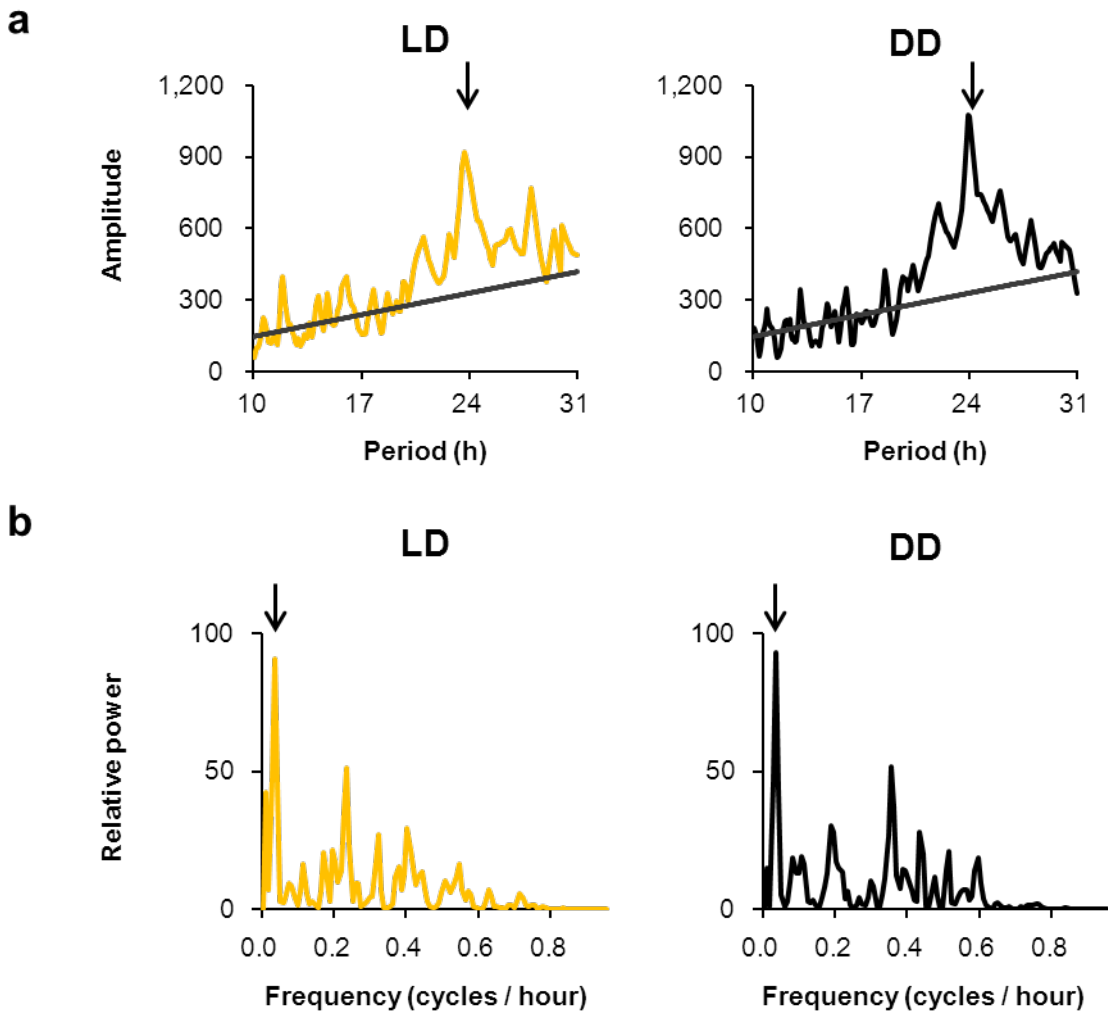 a
LD
DD
1,200
900
600
300
0
Amplitude
10 17 24 31
Period (h)
1,200
900
600
300
0
10 17 24 31
Period (h)
b
LD
DD
100
50
0
Relative power
0.0 0.2 0.4 0.6 0.8
Frequency (cycles / hour)
100
50
0
0.0 0.2 0.4 0.6 0.8
Frequency (cycles / hour)